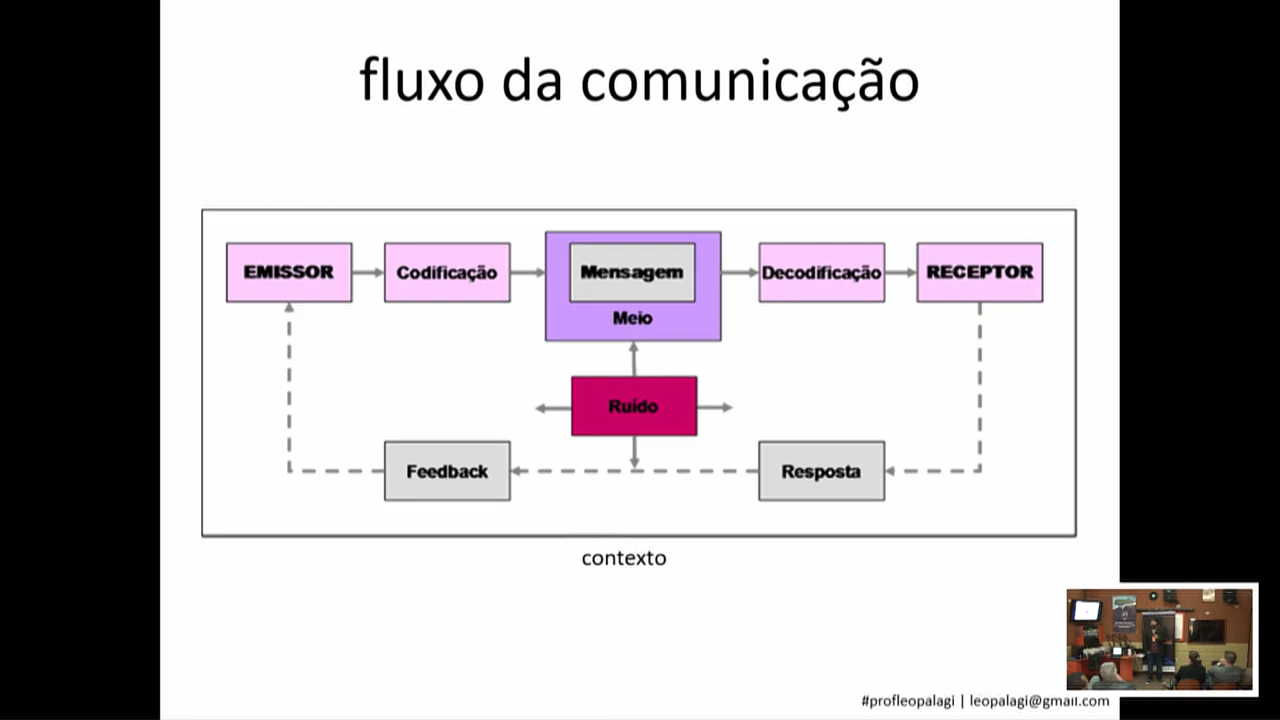 fluxo da comunicação
EMISSOR
Codificação
Mensagem
Meio
Decodificação
RECEPTOR
Ruído
Feedback
Resposta
contexto
#profleopalagi | leopalagi@gmail.com